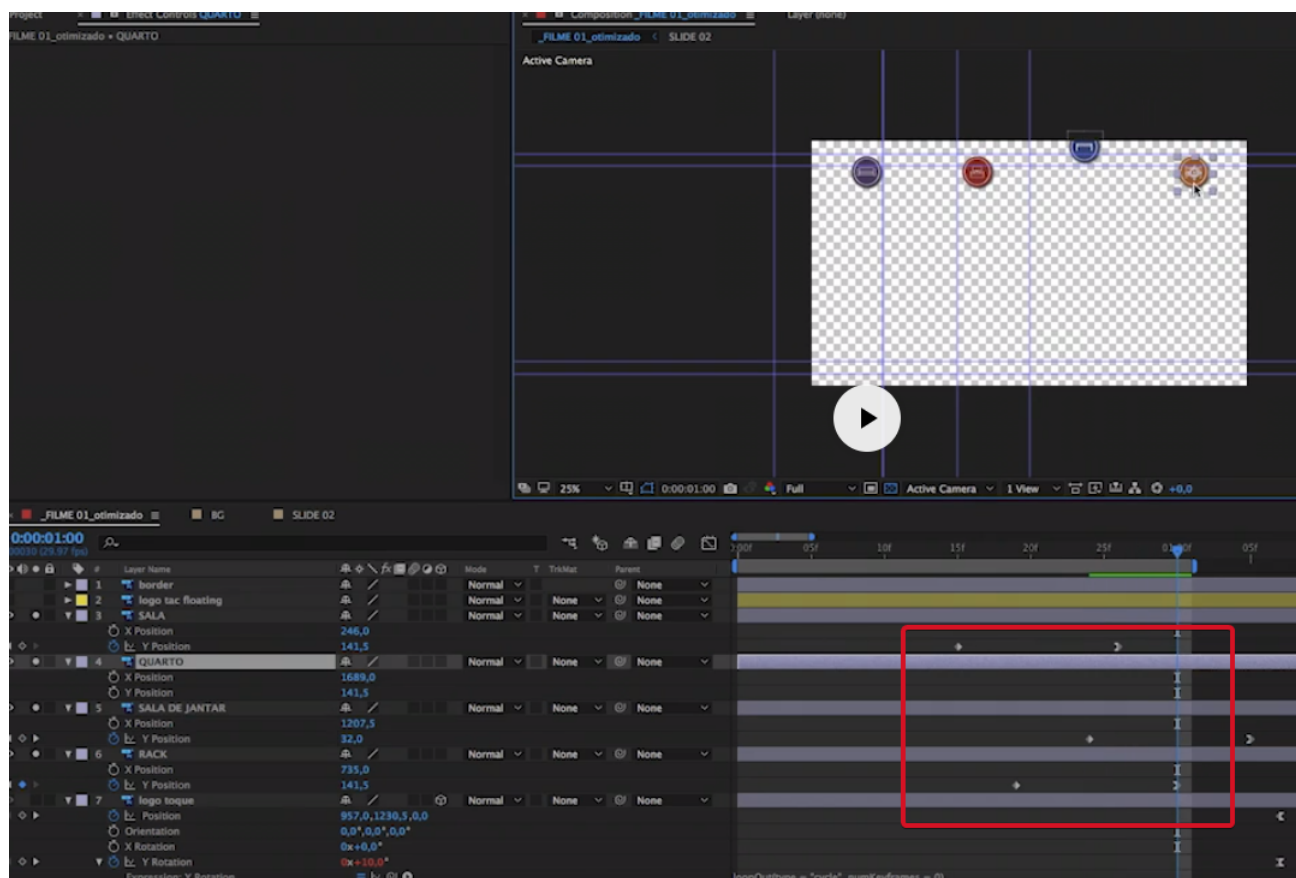 Project Effect Controls QUARTO Composition _FILME 01_otimizado Layer (none)
FILME 01_otimizado • QUARTO
_FILME 01_otimizado SLIDE 02
Active Camera
25% 0:00:01:00 Full Active Camera 1 View +0,0
_FILME 01_otimizado BG SLIDE 02
0:00:01:00
00030 (29.97 fps)
05f 10f 15f 20f 25f 05f
# Layer Name Mode T TrkMat Parent
1 border Normal None
2 logo tac floating Normal None None
3 SALA Normal None None
X Position 246,0
Y Position 141,5
4 QUARTO Normal None None
X Position 1689,0
Y Position 141,5
5 SALA DE JANTAR Normal None None
X Position 1207,5
Y Position 32,0
6 RACK Normal None None
X Position 735,0
Y Position 141,5
7 logo toque Normal None None
Position 957,0,1230,5,0,0
Orientation 0,0°,0,0°,0,0°
X Rotation 0x+0,0°
Y Rotation 0x+10,0°
Expression: Y Rotation loopOut(type = "cycle", numKeyframes = 0)